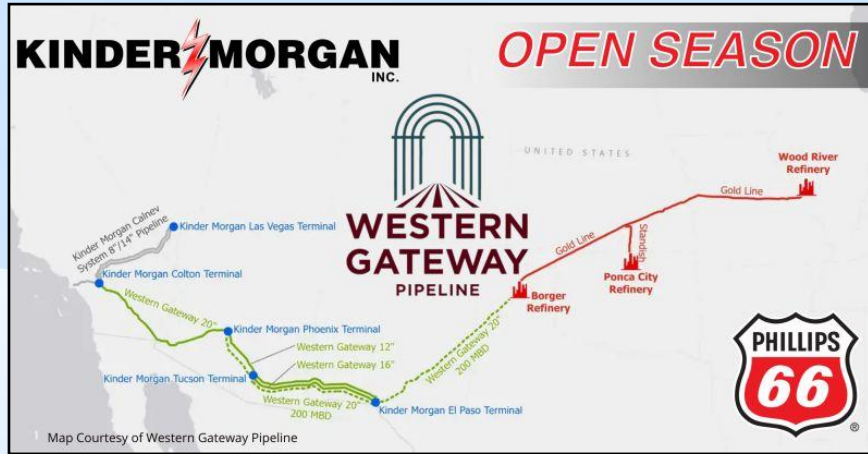 KINDER MORGAN
INC.
OPEN SEASON
UNITED STATES
WESTERN
GATEWAY
PIPELINE
Wood River
Refinery
Gold Line
Standish
Gold Line
Ponca City
Refinery
Borger
Refinery
Kinder Morgan Calnev
System 8"/14" Pipeline
Kinder Morgan Las Vegas Terminal
Kinder Morgan Colton Terminal
Western Gateway 20"
Kinder Morgan Phoenix Terminal
Western Gateway 12"
Western Gateway 16"
Kinder Morgan Tucson Terminal
Western Gateway 20"
200 MBD
Western Gateway 20"
200 MBD
Kinder Morgan El Paso Terminal
PHILLIPS
66
®
Map Courtesy of Western Gateway Pipeline